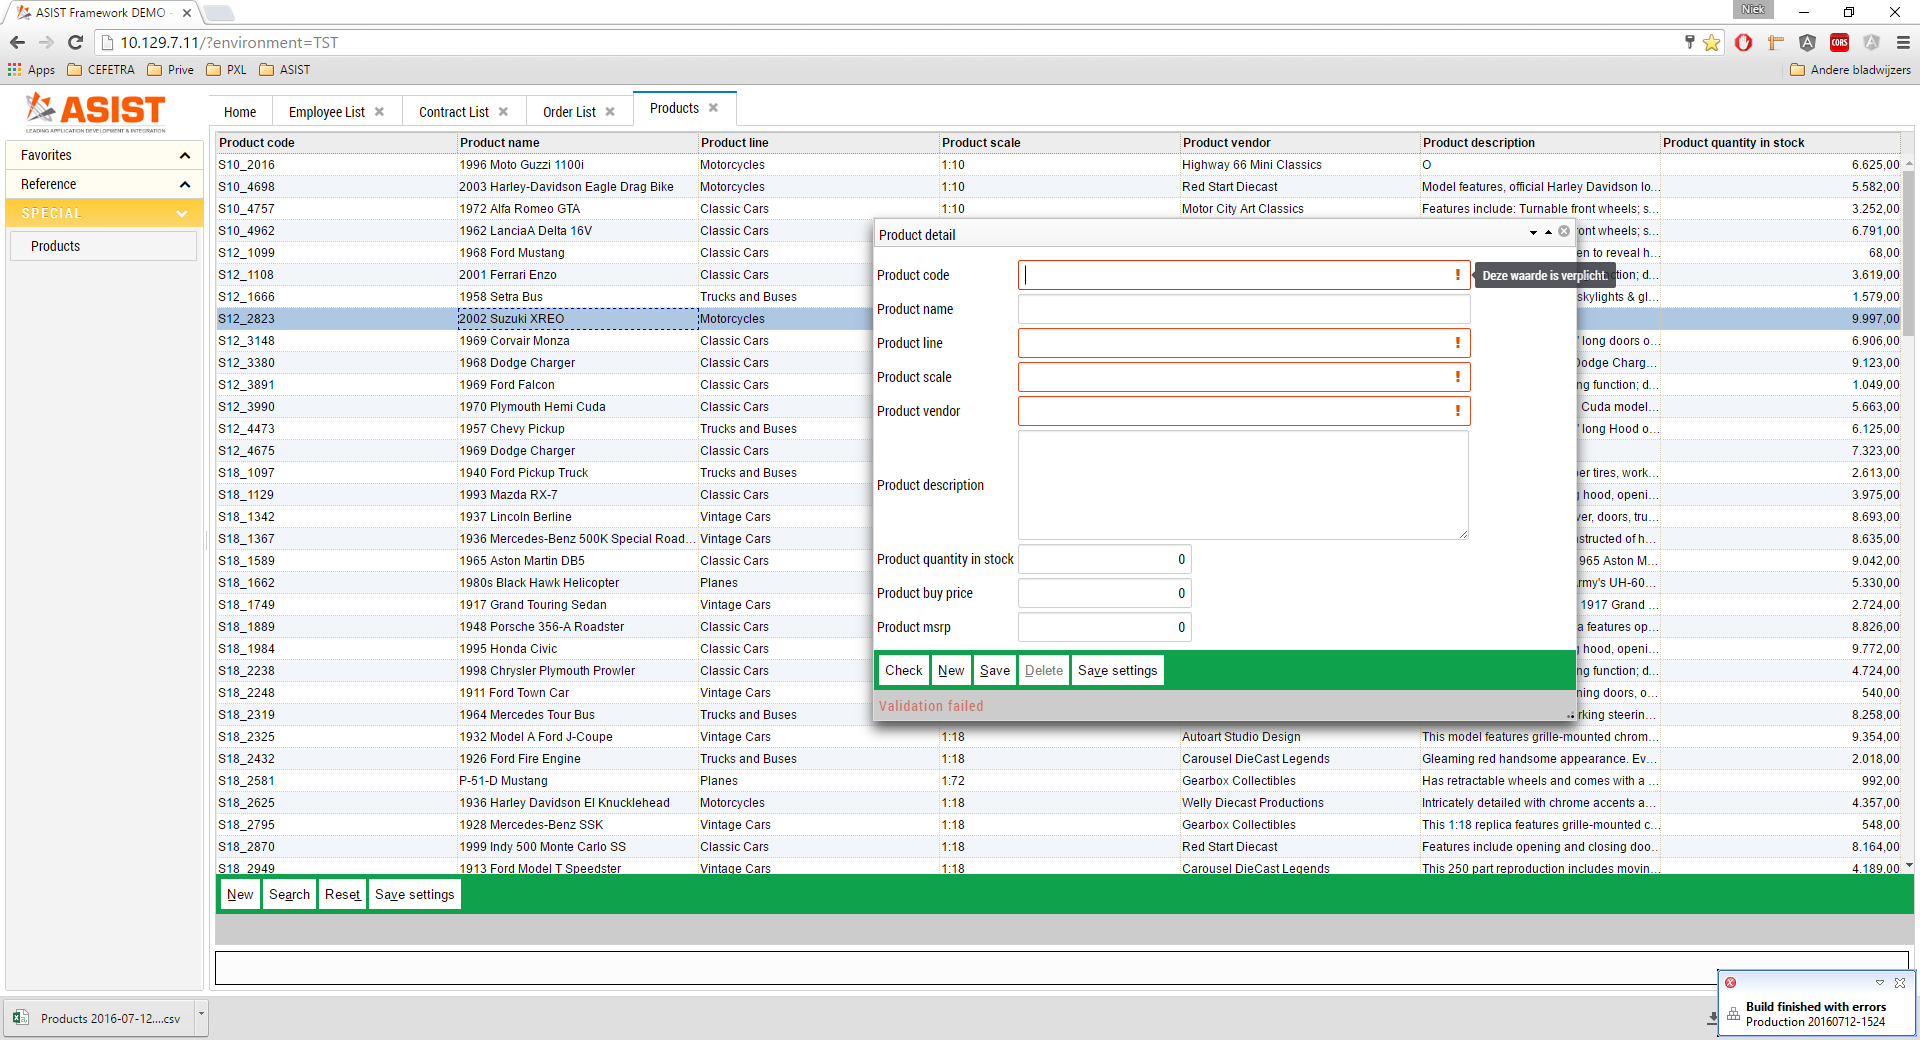 ASIST Framework DEMO -
Niek
10.129.7.11/?environment=TST
Apps CEFETRA Prive PXL ASIST Andere bladwijzers
ASIST
LEADING APPLICATION DEVELOPMENT & INTEGRATION
Favorites
Reference
SPECIAL
Products
Home Employee List Contract List Order List Products
Product code Product name Product line Product scale Product vendor Product description Product quantity in stock
S10_2016 1996 Moto Guzzi 1100i Motorcycles 1:10 Highway 66 Mini Classics O 6.625,00
S10_4698 2003 Harley-Davidson Eagle Drag Bike Motorcycles 1:10 Red Start Diecast Model features, official Harley Davidson lo... 5.582,00
S10_4757 1972 Alfa Romeo GTA Classic Cars 1:10 Motor City Art Classics Features include: Turnable front wheels; s... 3.252,00
S10_4962 1962 LanciaA Delta 16V Classic Cars ront wheels; s... 6.791,00
S12_1099 1968 Ford Mustang Classic Cars en to reveal h... 68,00
S12_1108 2001 Ferrari Enzo Classic Cars ction; d... 3.619,00
S12_1666 1958 Setra Bus Trucks and Buses skylights & gl... 1.579,00
S12_2823 2002 Suzuki XREO Motorcycles 9.997,00
S12_3148 1969 Corvair Monza Classic Cars long doors o... 6.906,00
S12_3380 1968 Dodge Charger Classic Cars Dodge Charg... 9.123,00
S12_3891 1969 Ford Falcon Classic Cars ng function; d... 1.049,00
S12_3990 1970 Plymouth Hemi Cuda Classic Cars Cuda model... 5.663,00
S12_4473 1957 Chevy Pickup Trucks and Buses long Hood o... 6.125,00
S12_4675 1969 Dodge Charger Classic Cars 7.323,00
S18_1097 1940 Ford Pickup Truck Trucks and Buses er tires, work... 2.613,00
S18_1129 1993 Mazda RX-7 Classic Cars hood, openi... 3.975,00
S18_1342 1937 Lincoln Berline Vintage Cars ver, doors, tru... 8.693,00
S18_1367 1936 Mercedes-Benz 500K Special Road... Vintage Cars nstructed of h... 8.635,00
S18_1589 1965 Aston Martin DB5 Classic Cars 965 Aston M... 9.042,00
S18_1662 1980s Black Hawk Helicopter Planes rmy's UH-60... 5.330,00
S18_1749 1917 Grand Touring Sedan Vintage Cars 1917 Grand ... 2.724,00
S18_1889 1948 Porsche 356-A Roadster Classic Cars a features op... 8.826,00
S18_1984 1995 Honda Civic Classic Cars hood, openi... 9.772,00
S18_2238 1998 Chrysler Plymouth Prowler Classic Cars ng function; d... 4.724,00
S18_2248 1911 Ford Town Car Vintage Cars ning doors, o... 540,00
S18_2319 1964 Mercedes Tour Bus Trucks and Buses rking steerin... 8.258,00
S18_2325 1932 Model A Ford J-Coupe Vintage Cars 1:18 Autoart Studio Design This model features grille-mounted chrom... 9.354,00
S18_2432 1926 Ford Fire Engine Trucks and Buses 1:18 Carousel DieCast Legends Gleaming red handsome appearance. Ev... 2.018,00
S18_2581 P-51-D Mustang Planes 1:72 Gearbox Collectibles Has retractable wheels and comes with a ... 992,00
S18_2625 1936 Harley Davidson El Knucklehead Motorcycles 1:18 Welly Diecast Productions Intricately detailed with chrome accents a... 4.357,00
S18_2795 1928 Mercedes-Benz SSK Vintage Cars 1:18 Gearbox Collectibles This 1:18 replica features grille-mounted c... 548,00
S18_2870 1999 Indy 500 Monte Carlo SS Classic Cars 1:18 Red Start Diecast Features include opening and closing doo... 8.164,00
S18_2949 1913 Ford Model T Speedster Vintage Cars 1:18 Carousel DieCast Legends This 250 part reproduction includes movin... 4.189,00
Product detail
Product code ! Deze waarde is verplicht.
Product name
Product line !
Product scale !
Product vendor !
Product description
Product quantity in stock 0
Product buy price 0
Product msrp 0
Check New Save Delete Save settings
Validation failed
New Search Reset Save settings
Products 2016-07-12....csv
Build finished with errors
Production 20160712-1524